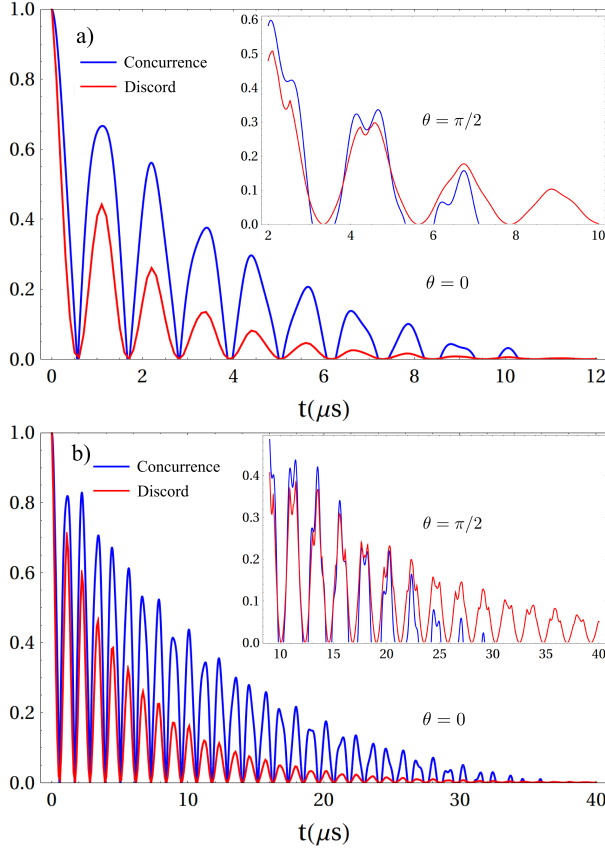 a)
Concurrence
Discord
θ = π/2
θ = 0
1.0
0.8
0.6
0.4
0.2
0.0
0 2 4 6 8 10 12
t(μs)
0.6
0.5
0.4
0.3
0.2
0.1
0.0
2 4 6 8 10
b)
Concurrence
Discord
θ = π/2
θ = 0
1.0
0.8
0.6
0.4
0.2
0.0
0 10 20 30 40
t(μs)
0.4
0.3
0.2
0.1
0.0
10 15 20 25 30 35 40